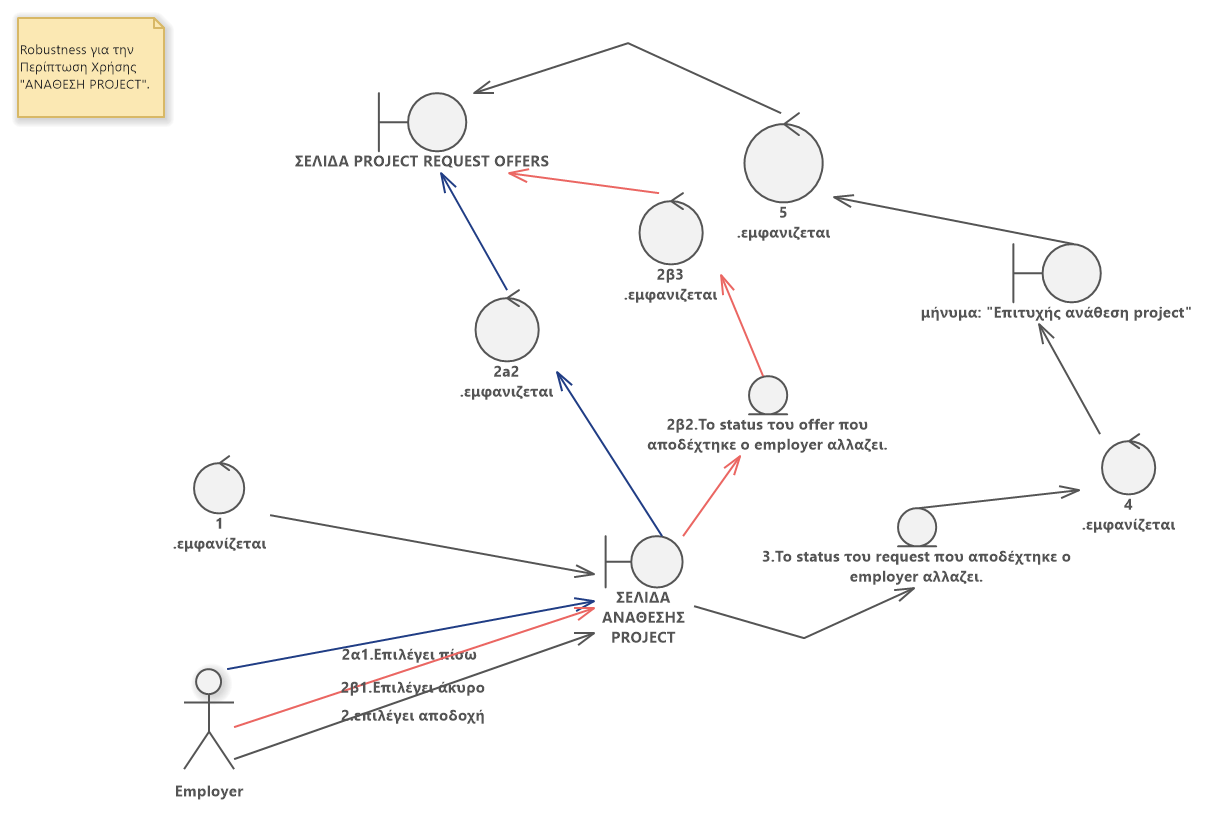 Robustness για την
Περίπτωση Χρήσης
"ΑΝΑΘΕΣΗ PROJECT".
ΣΕΛΙΔΑ PROJECT REQUEST OFFERS
5
.εμφανιζεται
2β3
.εμφανιζεται
μήνυμα: "Επιτυχής ανάθεση project"
2a2
.εμφανιζεται
2β2.Το status του offer που
αποδέχτηκε ο employer αλλαζει.
1
.εμφανίζεται
4
.εμφανίζεται
3.Το status του request που αποδέχτηκε ο
employer αλλαζει.
ΣΕΛΙΔΑ
ΑΝΑΘΕΣΗΣ
PROJECT
2α1.Επιλέγει πίσω
2β1.Επιλέγει άκυρο
2.επιλέγει αποδοχή
Employer